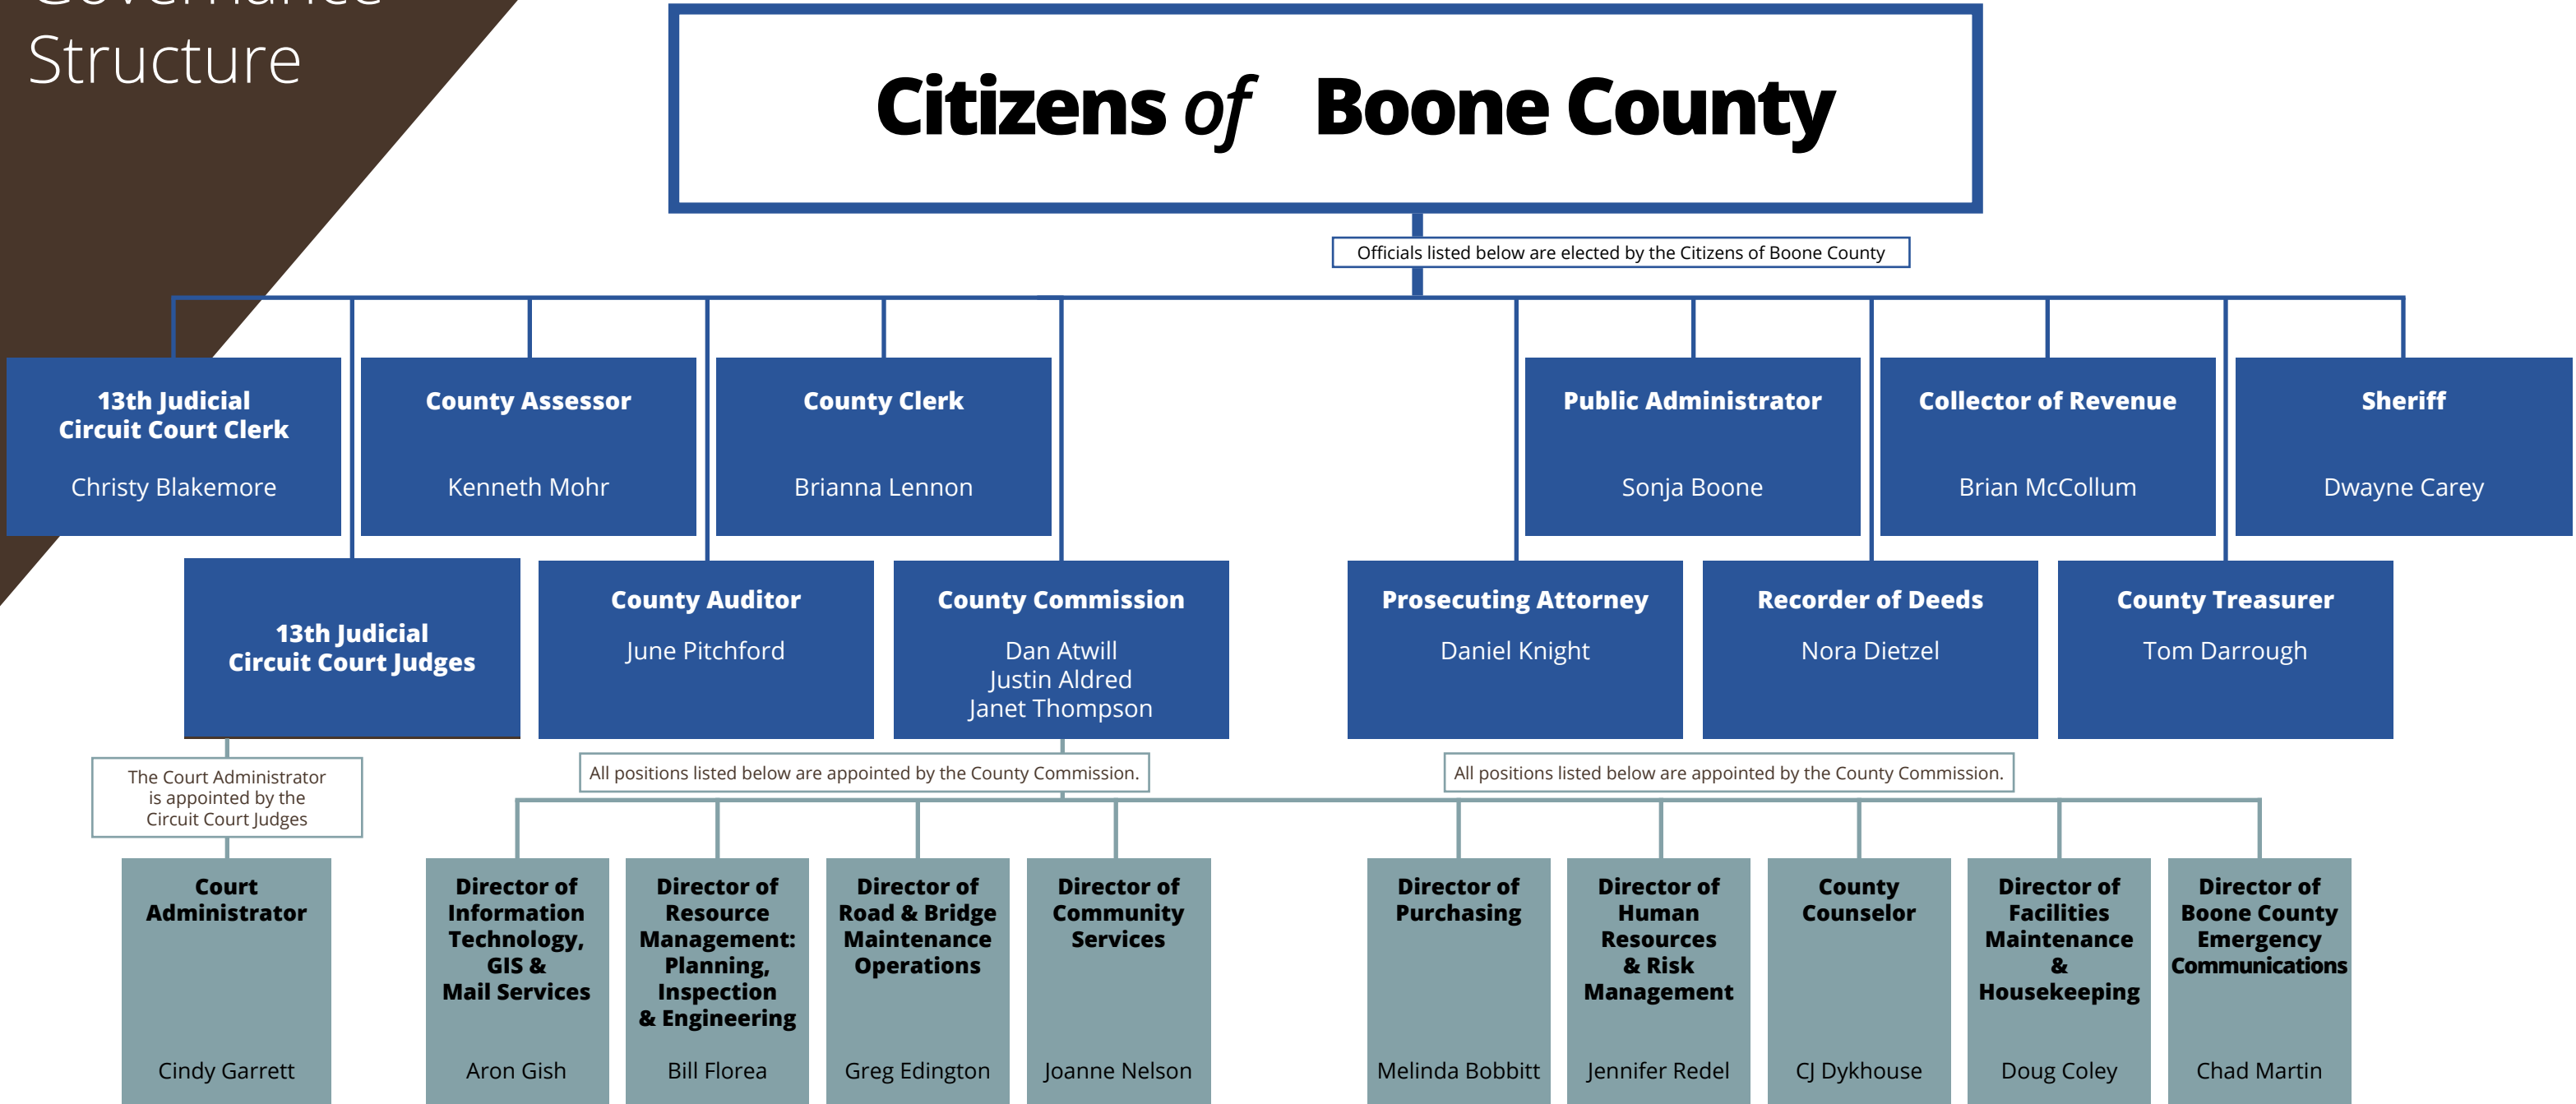 Governance
Structure
Citizens of Boone County
Officials listed below are elected by the Citizens of Boone County
13th Judicial
Circuit Court Clerk
Christy Blakemore
County Assessor
Kenneth Mohr
County Clerk
Brianna Lennon
Public Administrator
Sonja Boone
Collector of Revenue
Brian McCollum
Sheriff
Dwayne Carey
13th Judicial
Circuit Court Judges
County Auditor
June Pitchford
County Commission
Dan Atwill
Justin Aldred
Janet Thompson
Prosecuting Attorney
Daniel Knight
Recorder of Deeds
Nora Dietzel
County Treasurer
Tom Darrough
The Court Administrator
is appointed by the
Circuit Court Judges
All positions listed below are appointed by the County Commission.
All positions listed below are appointed by the County Commission.
Court
Administrator
Cindy Garrett
Director of
Information
Technology,
GIS &
Mail Services
Aron Gish
Director of
Resource
Management:
Planning,
Inspection
& Engineering
Bill Florea
Director of
Road & Bridge
Maintenance
Operations
Greg Edington
Director of
Community
Services
Joanne Nelson
Director of
Purchasing
Melinda Bobbitt
Director of
Human
Resources
& Risk
Management
Jennifer Redel
County
Counselor
CJ Dykhouse
Director of
Facilities
Maintenance
&
Housekeeping
Doug Coley
Director of
Boone County
Emergency
Communications
Chad Martin